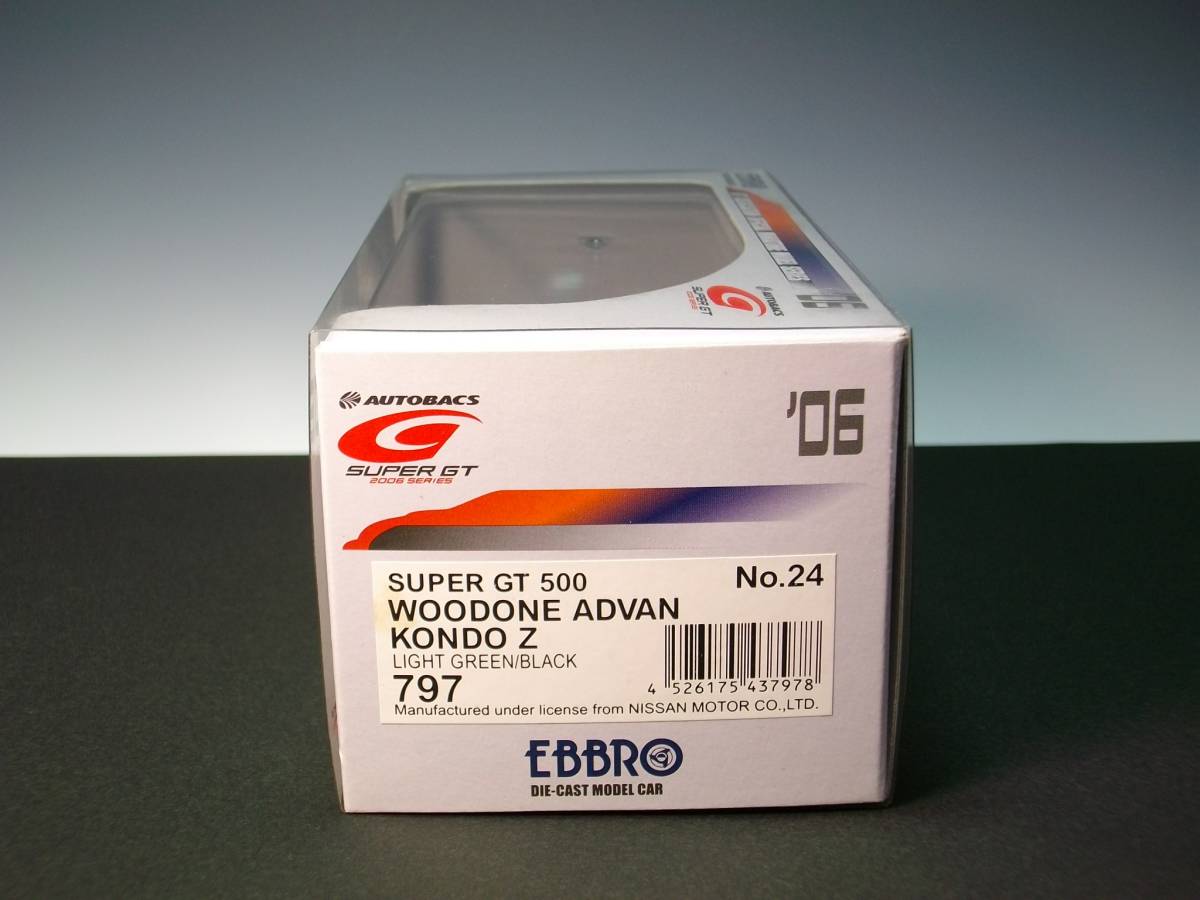 AUTOBACS
SUPER GT
AUTOBACS
SUPER GT
2006 SERIES
'06
SUPER GT 500
No.24
WOODONE ADVAN
KONDO Z
LIGHT GREEN/BLACK
797
4 526175 437978
Manufactured under license from NISSAN MOTOR CO.,LTD.
EBBRO
DIE-CAST MODEL CAR